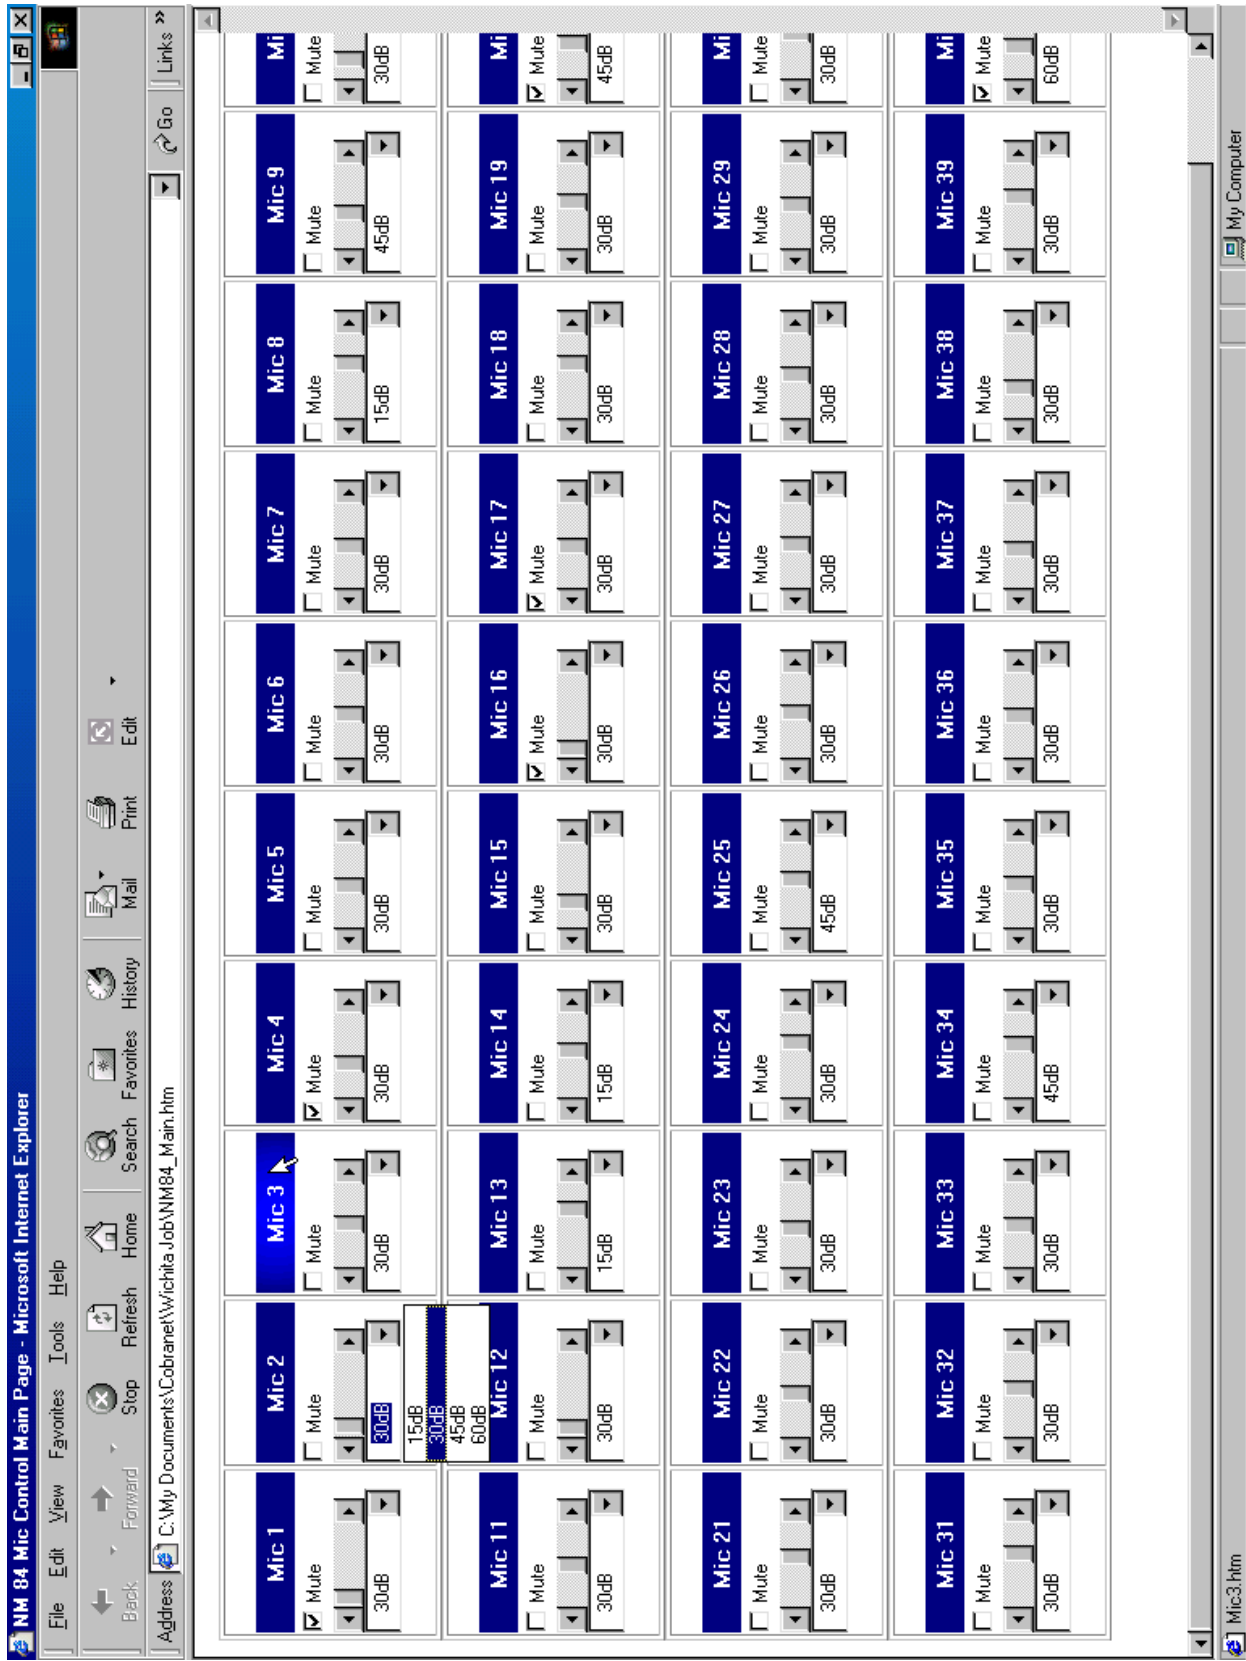 NM 84 Mic Control Main Page - Microsoft Internet Explorer
File Edit View Favorites Tools Help
Back Forward Stop Refresh Home Search Favorites History Mail Print Edit
Address C:\My Documents\Cobranet\Wichita Job\NM84_Main.htm Go Links »
Mic 1 Mic 2 Mic 3 Mic 4 Mic 5 Mic 6 Mic 7 Mic 8 Mic 9 Mi
Mute Mute Mute Mute Mute Mute Mute Mute Mute Mute
30dB 30dB 30dB 30dB 30dB 30dB 30dB 15dB 45dB 30dB
15dB
30dB
45dB
60dB
Mic 11 Mic 12 Mic 13 Mic 14 Mic 15 Mic 16 Mic 17 Mic 18 Mic 19 Mi
Mute Mute Mute Mute Mute Mute Mute Mute Mute Mute
30dB 30dB 15dB 15dB 30dB 30dB 30dB 30dB 30dB 45dB
Mic 21 Mic 22 Mic 23 Mic 24 Mic 25 Mic 26 Mic 27 Mic 28 Mic 29 Mi
Mute Mute Mute Mute Mute Mute Mute Mute Mute Mute
30dB 30dB 30dB 30dB 45dB 30dB 30dB 30dB 30dB 30dB
Mic 31 Mic 32 Mic 33 Mic 34 Mic 35 Mic 36 Mic 37 Mic 38 Mic 39 Mi
Mute Mute Mute Mute Mute Mute Mute Mute Mute Mute
30dB 30dB 30dB 45dB 30dB 30dB 30dB 30dB 30dB 60dB
Mic3.htm My Computer